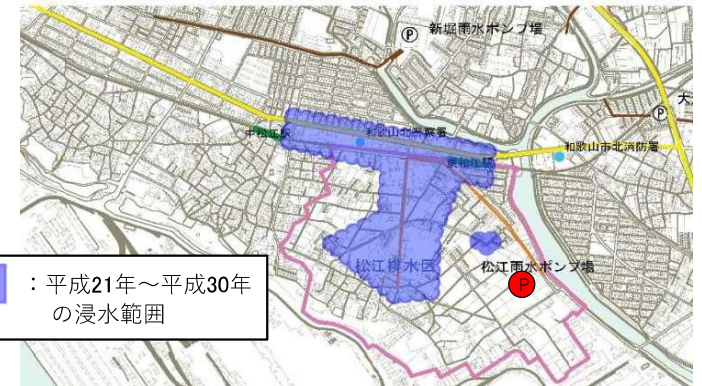 P
新堀雨水ポンプ場
P
中松江駅
和歌山北警察署
東松江駅
和歌山市北消防署
松江排水区
松江雨水ポンプ場
P
：平成21年～平成30年
の浸水範囲